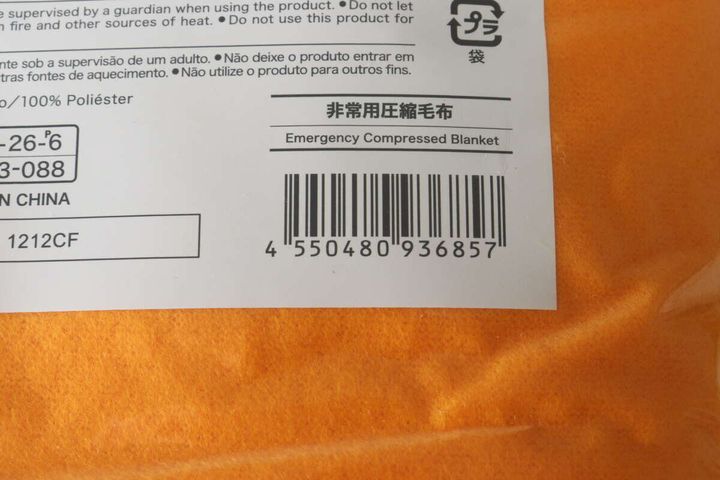 e supervised by a guardian when using the product. ●Do not let
fire and other sources of heat. ●Do not use this product for
nte sob a supervisão de um adulto. ●Não deixe o produto entrar em
tras fontes de aquecimento. ●Não utilize o produto para outros fins.
o/100% Poliéster
プラ
袋
非常用圧縮毛布
Emergency Compressed Blanket
-26-P6
3-088
N CHINA
1212CF
4 550480 936857